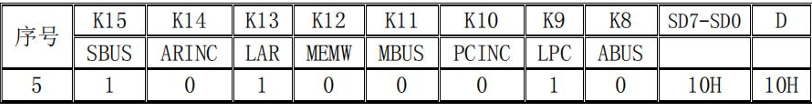 序号 K15 K14 K13 K12 K11 K10 K9 K8 SD7-SD0 D
SBUS ARINC LAR MEMW MBUS PCINC LPC ABUS
5 1 0 1 0 0 0 1 0 10H 10H